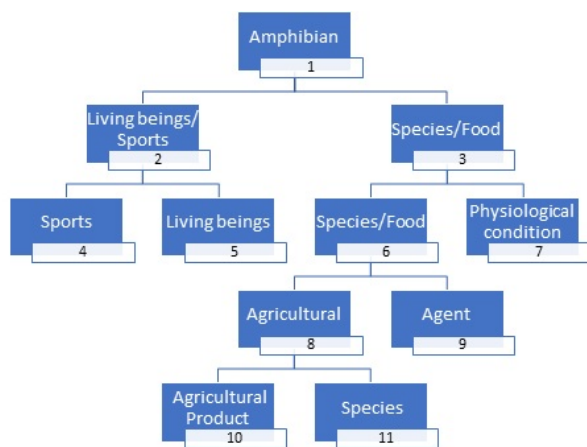 Amphibian
1
Living beings/
Sports
2
Species/Food
3
Sports
4
Living beings
5
Species/Food
6
Physiological
condition
7
Agricultural
8
Agent
9
Agricultural
Product
10
Species
11